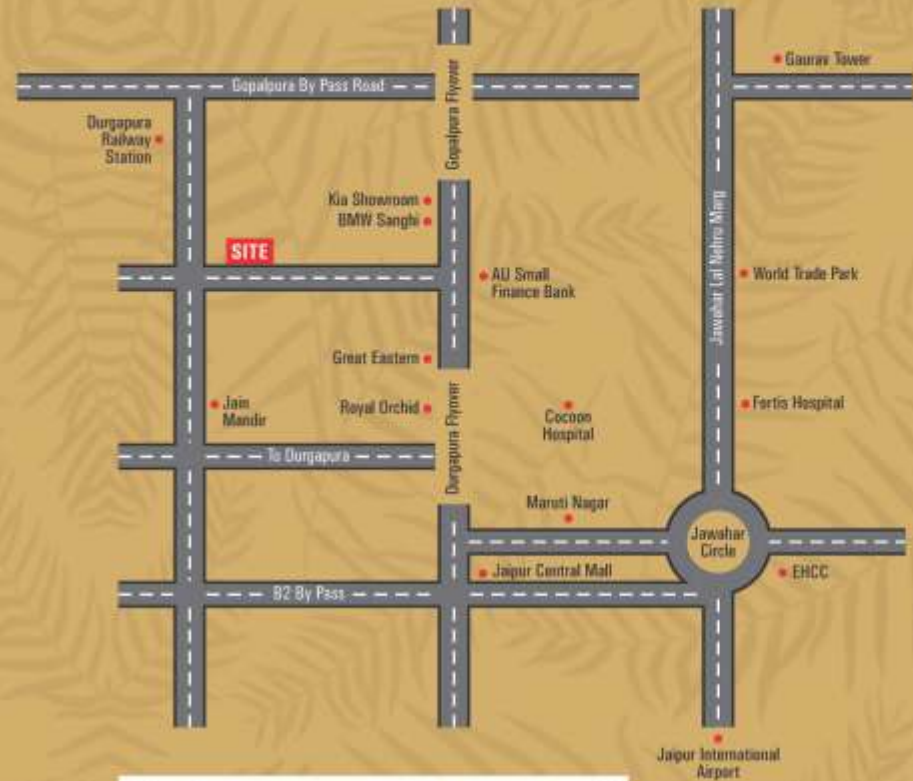 Gaurav Tower
Gopalpura By Pass Road
Gopalpura Flyover
Durgapura
Railway
Station
Kia Showroom
BMW Sanghi
Jawahar Lal Nehru Marg
SITE
AU Small
Finance Bank
World Trade Park
Great Eastern
Jain
Mandir
Royal Orchid
Durgapura Flyover
Cocoon
Hospital
Fortis Hospital
To Durgapura
Maruti Nagar
Jawahar
Circle
Jaipur Central Mall
EHCC
B2 By Pass
Jaipur International
Airport